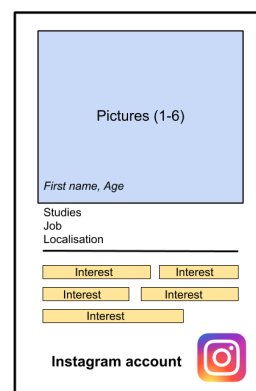 Pictures (1-6)
First name, Age
Studies
Job
Localisation
Interest Interest
Interest Interest
Interest
Instagram account